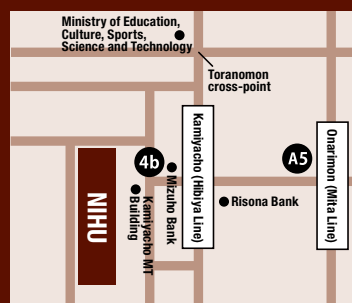 Ministry of Education,
Culture, Sports,
Science and Technology
Toranomon
cross-point
Kamiyacho (Hibiya Line)
Onarimon (Mita Line)
4b
A5
Mizuho Bank
Kamiyacho MT
Building
Risona Bank
NIHU